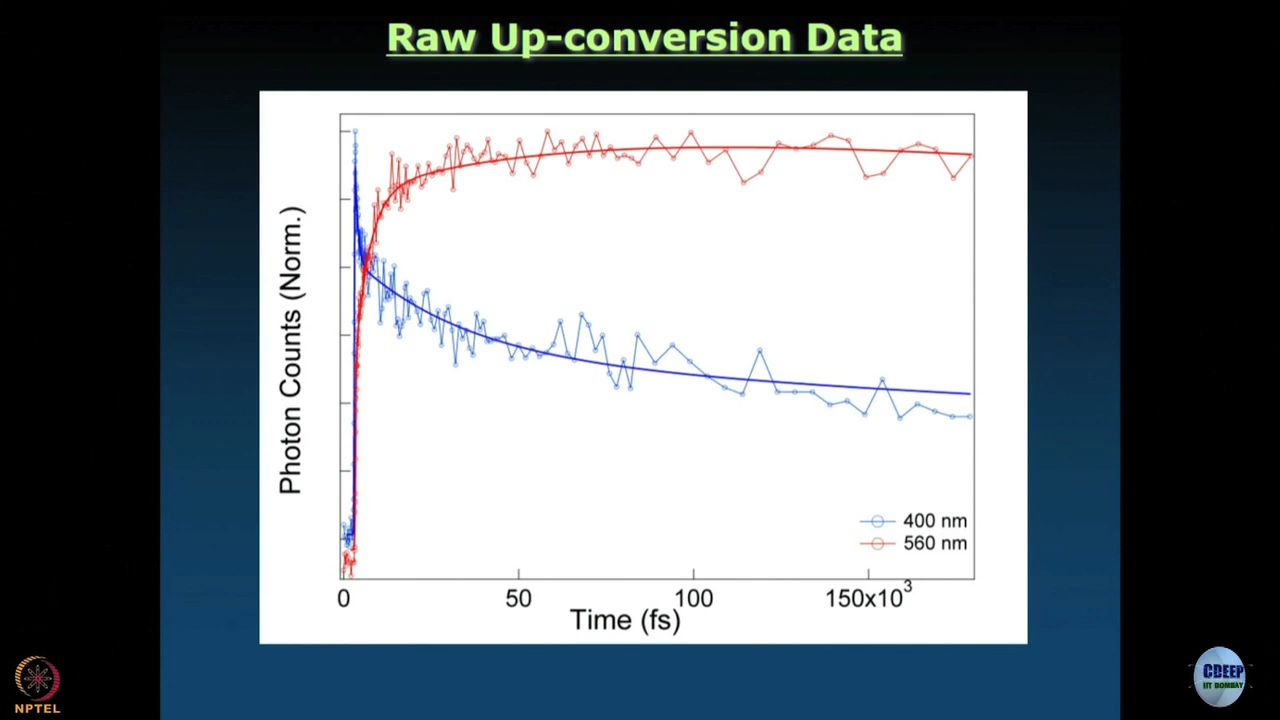 Raw Up-conversion Data
Photon Counts (Norm.)
400 nm
560 nm
0 50 100 150x10³
Time (fs)
NPTEL
CDEEP
IIT BOMBAY